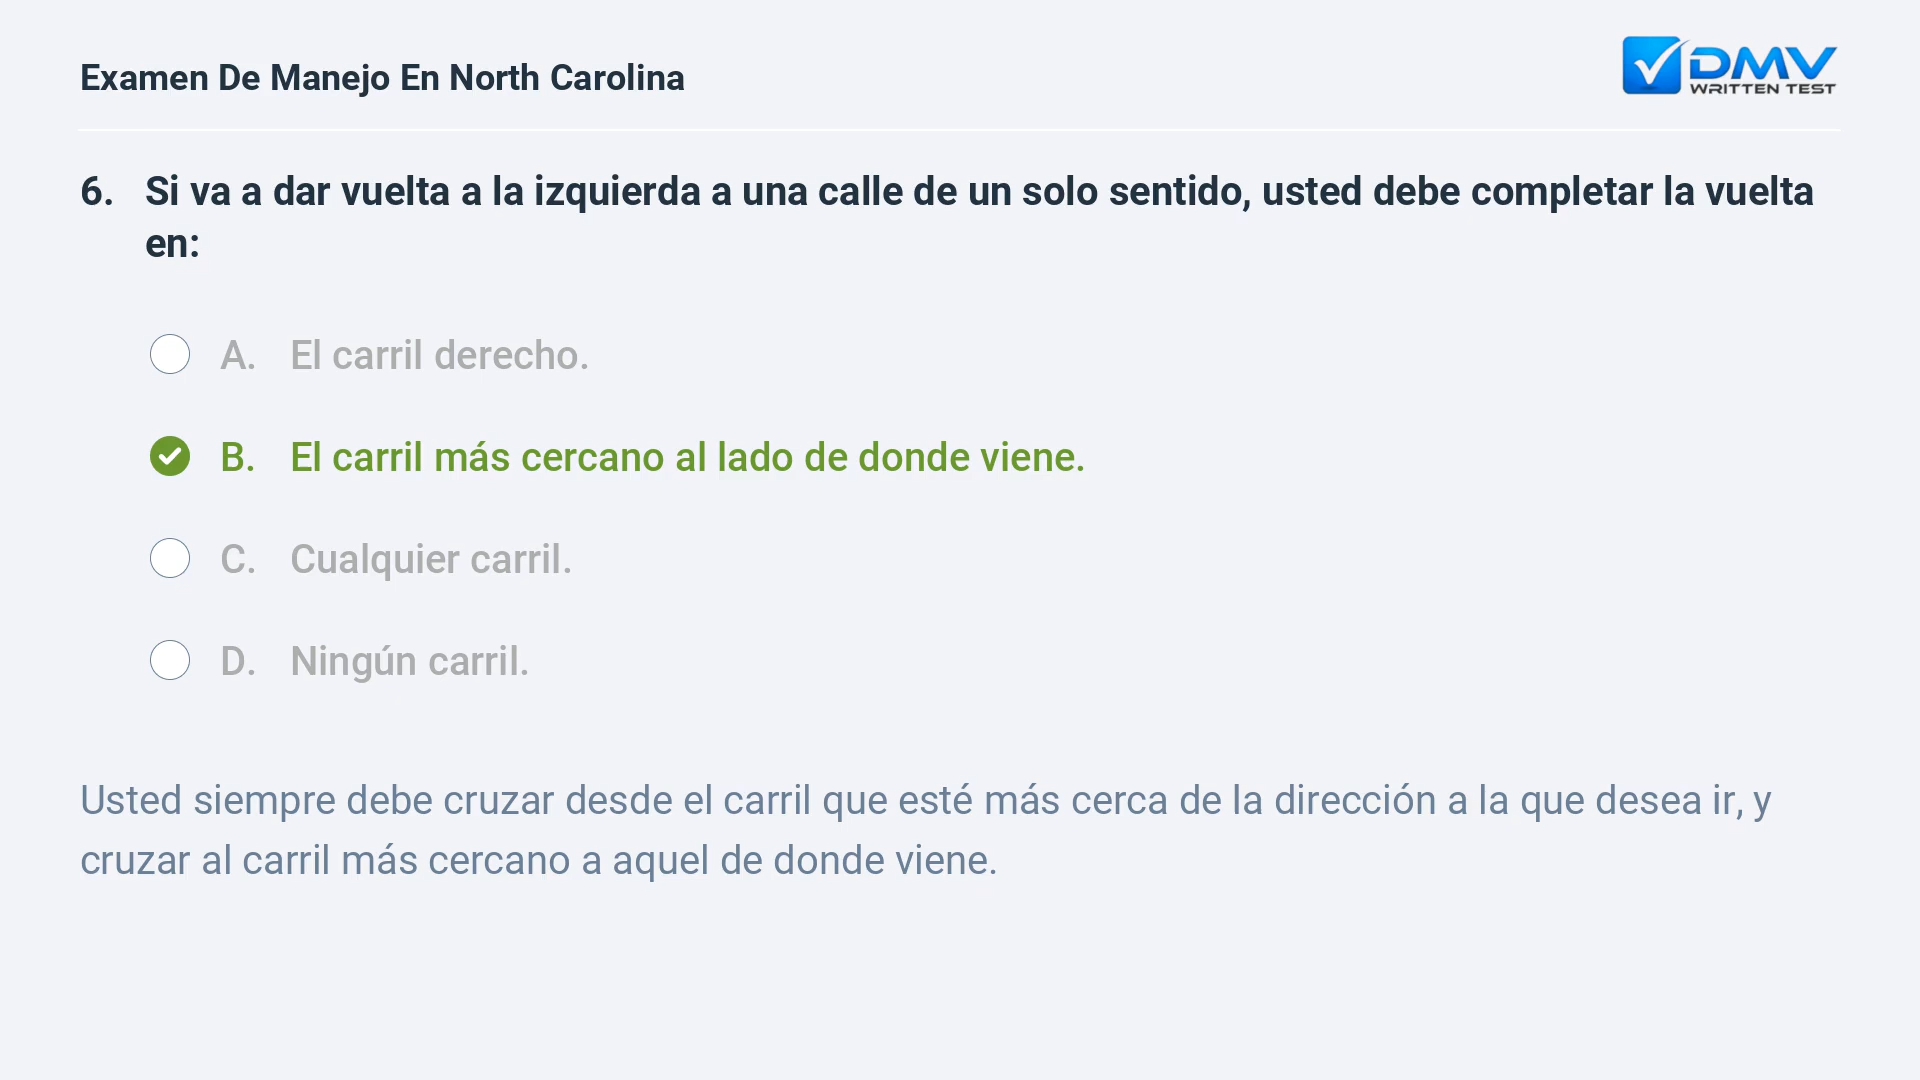 Examen De Manejo En North Carolina
DMV
WRITTEN TEST
6. Si va a dar vuelta a la izquierda a una calle de un solo sentido, usted debe completar la vuelta
en:
A. El carril derecho.
B. El carril más cercano al lado de donde viene.
C. Cualquier carril.
D. Ningún carril.
Usted siempre debe cruzar desde el carril que esté más cerca de la dirección a la que desea ir, y
cruzar al carril más cercano a aquel de donde viene.